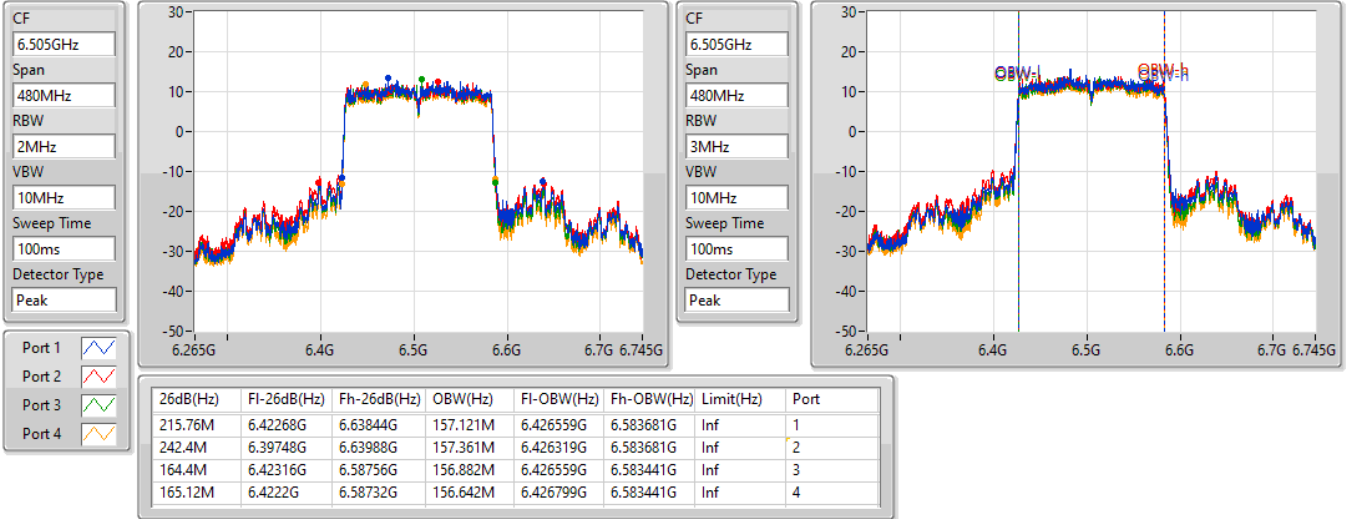 CF
6.505GHz
Span
480MHz
RBW
2MHz
VBW
10MHz
Sweep Time
100ms
Detector Type
Peak
30
20
10
0
-10
-20
-30
-40
-50
6.265G 6.4G 6.5G 6.6G 6.7G 6.745G
CF
6.505GHz
Span
480MHz
RBW
3MHz
VBW
10MHz
Sweep Time
100ms
Detector Type
Peak
30
20
10
0
-10
-20
-30
-40
-50
OBW-l OBW-h
6.265G 6.4G 6.5G 6.6G 6.7G 6.745G
Port 1
Port 2
Port 3
Port 4
26dB(Hz) Fl-26dB(Hz) Fh-26dB(Hz) OBW(Hz) Fl-OBW(Hz) Fh-OBW(Hz) Limit(Hz) Port
215.76M 6.42268G 6.63844G 157.121M 6.426559G 6.583681G Inf 1
242.4M 6.39748G 6.63988G 157.361M 6.426319G 6.583681G Inf 2
164.4M 6.42316G 6.58756G 156.882M 6.426559G 6.583441G Inf 3
165.12M 6.4222G 6.58732G 156.642M 6.426799G 6.583441G Inf 4